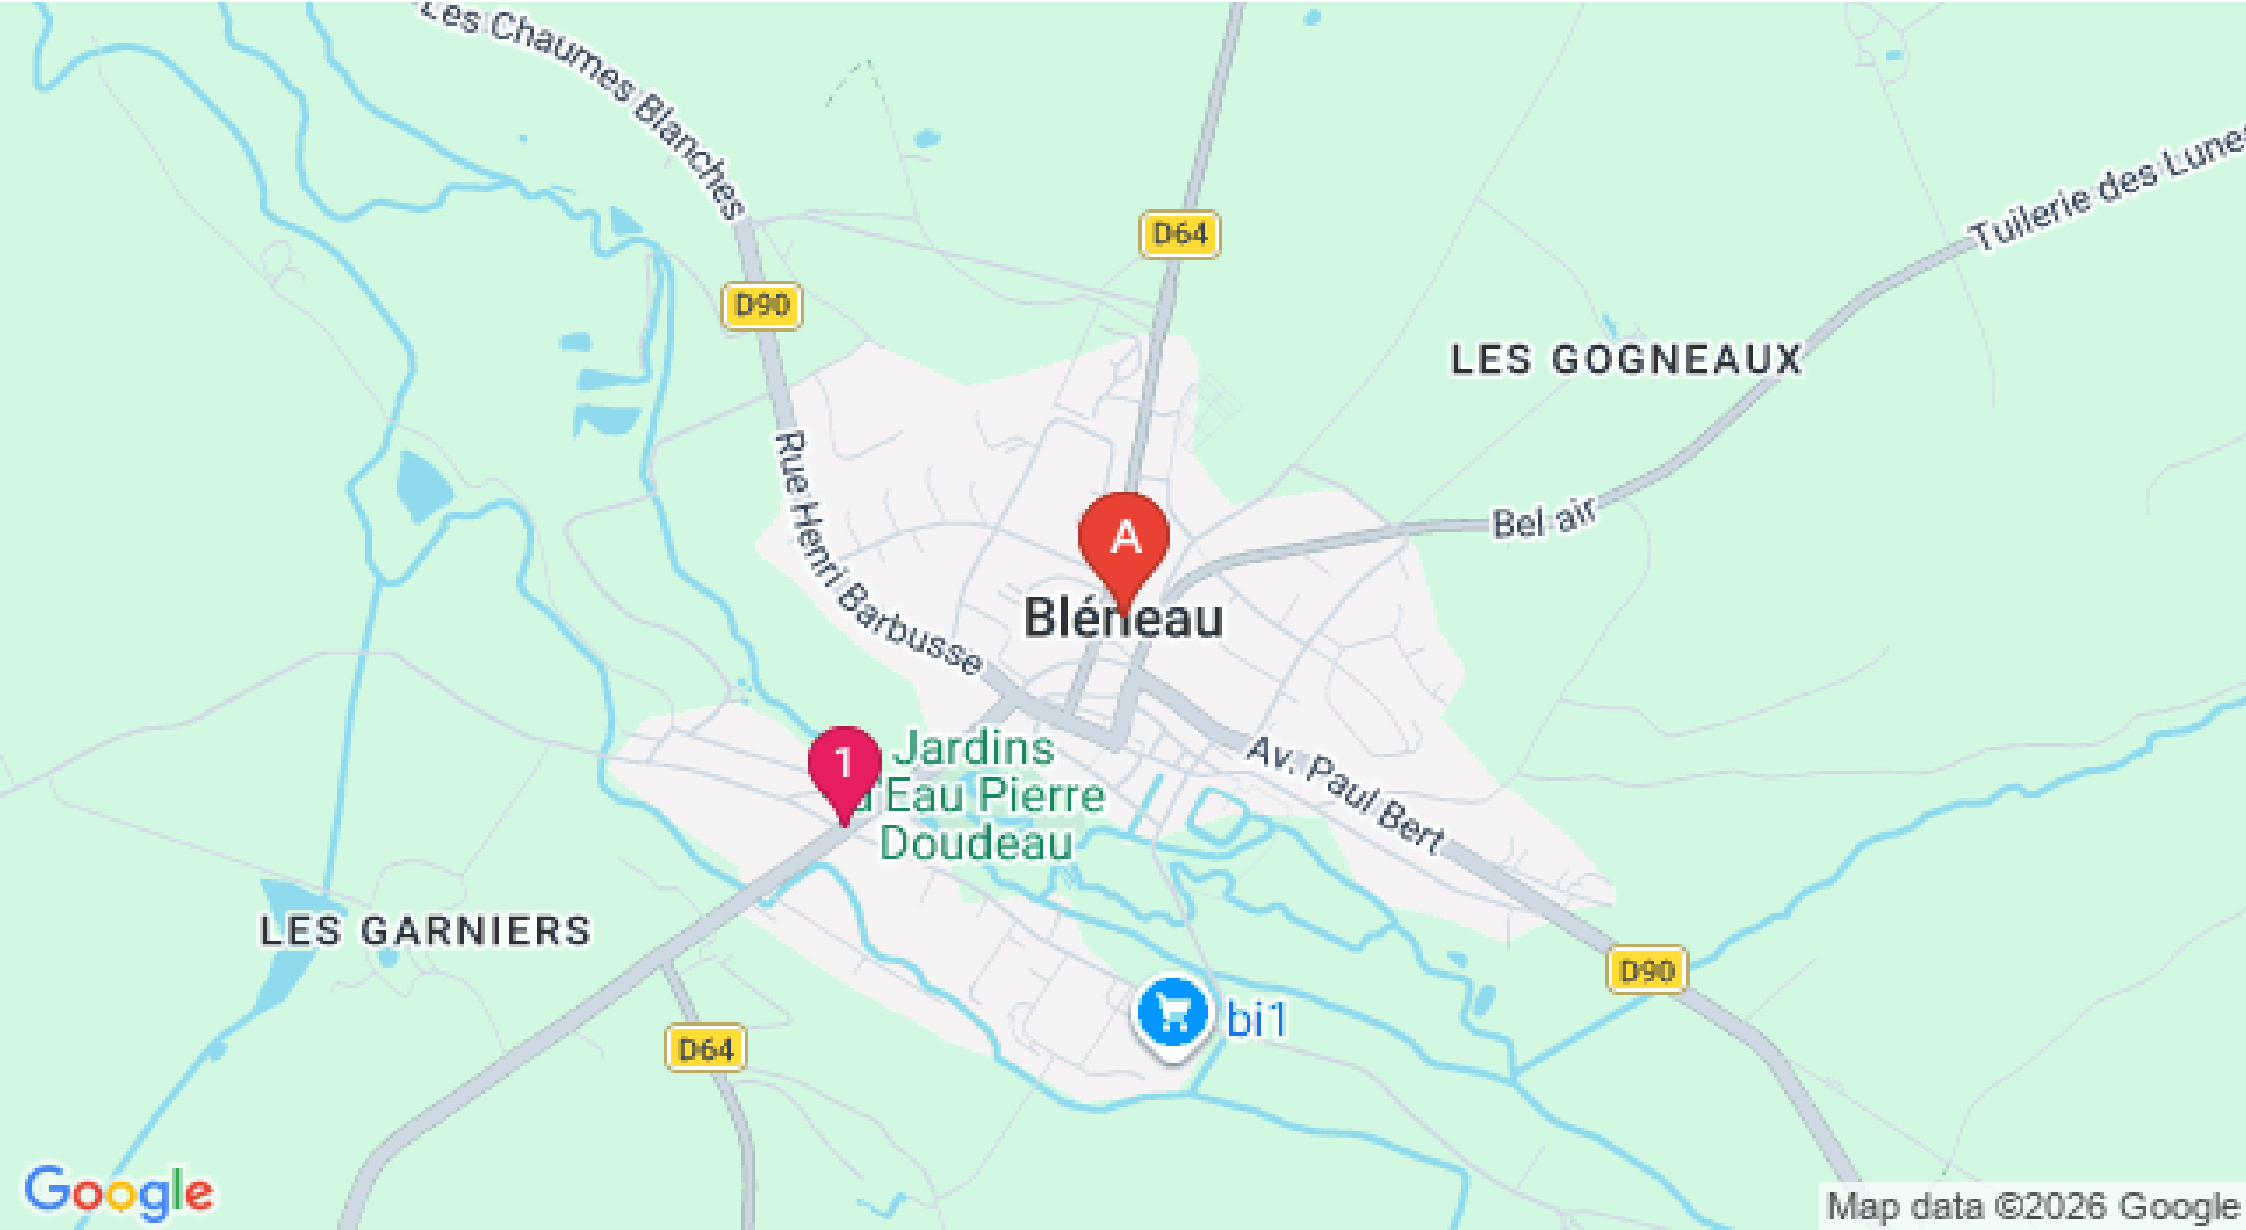 Les Chaumes Blanches
Tuilerie des Lunes
D64
D90
LES GOGNEAUX
Rue Henri Barbusse
Bel air
A
Bléneau
1
Jardins
d'Eau Pierre
Doudeau
Av. Paul Bert
LES GARNIERS
D90
bi1
D64
Google
Map data ©2026 Google